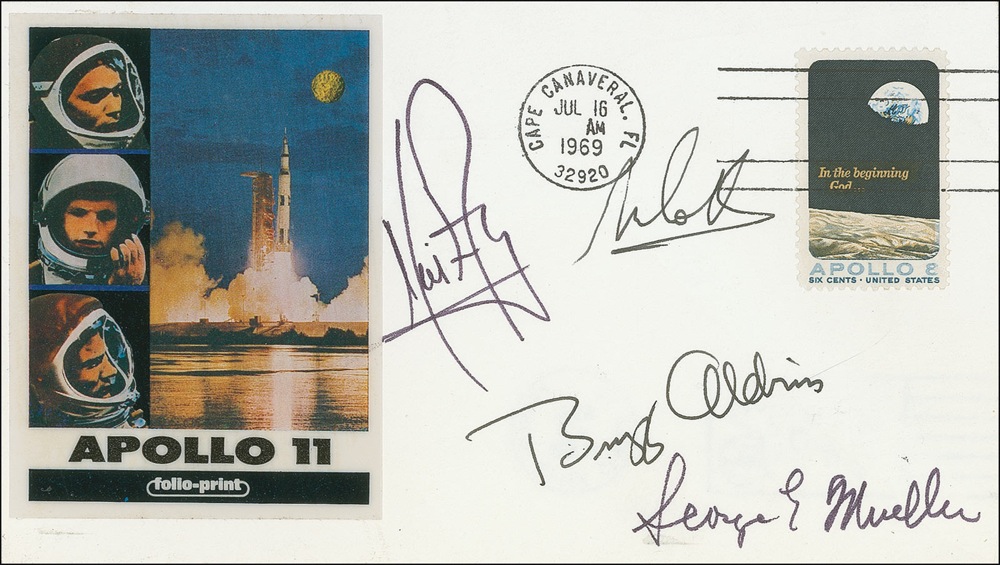 APOLLO 11
folio-print
CAPE CANAVERAL, FL
JUL 16
AM
1969
32920
In the beginning
God...
APOLLO 8
SIX CENTS · UNITED STATES
Buzz Aldrin
George E Mueller